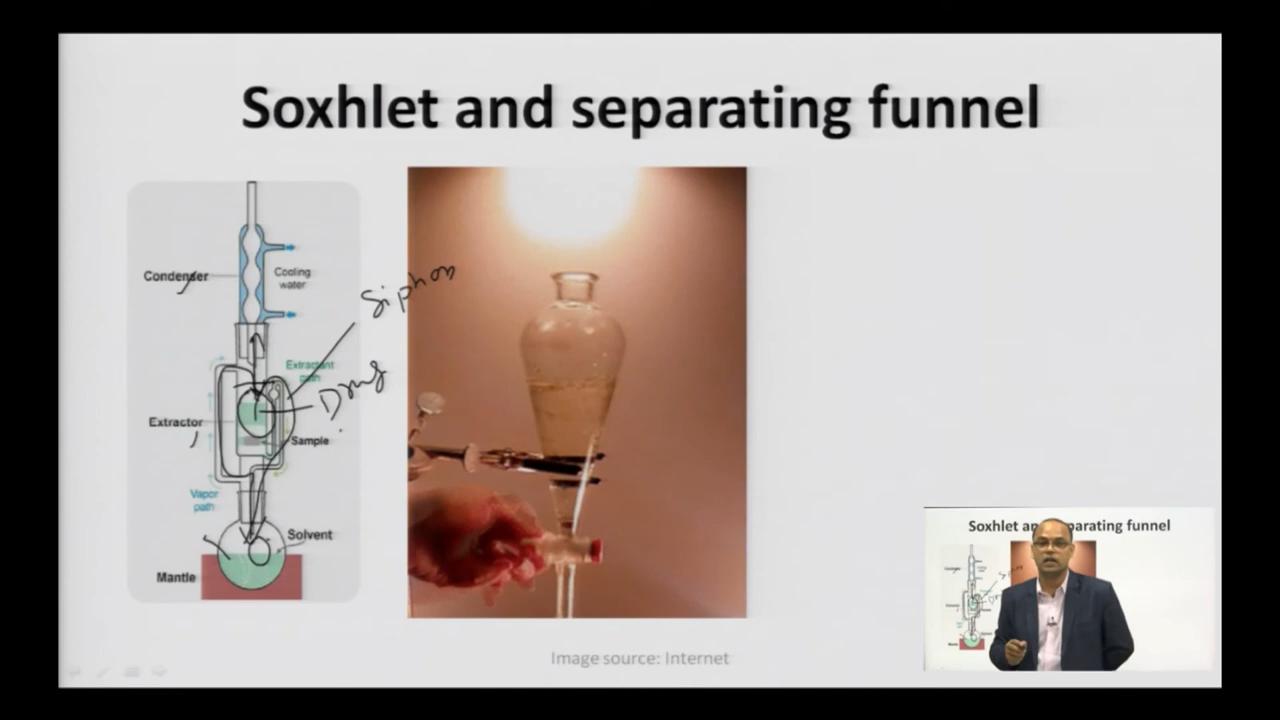 Soxhlet and separating funnel
Condenser
Cooling
water
Siphon
Extractant
path
Drug
Extractor
Sample
Vapor
path
Solvent
Mantle
Image source: Internet
Soxhlet and separating funnel